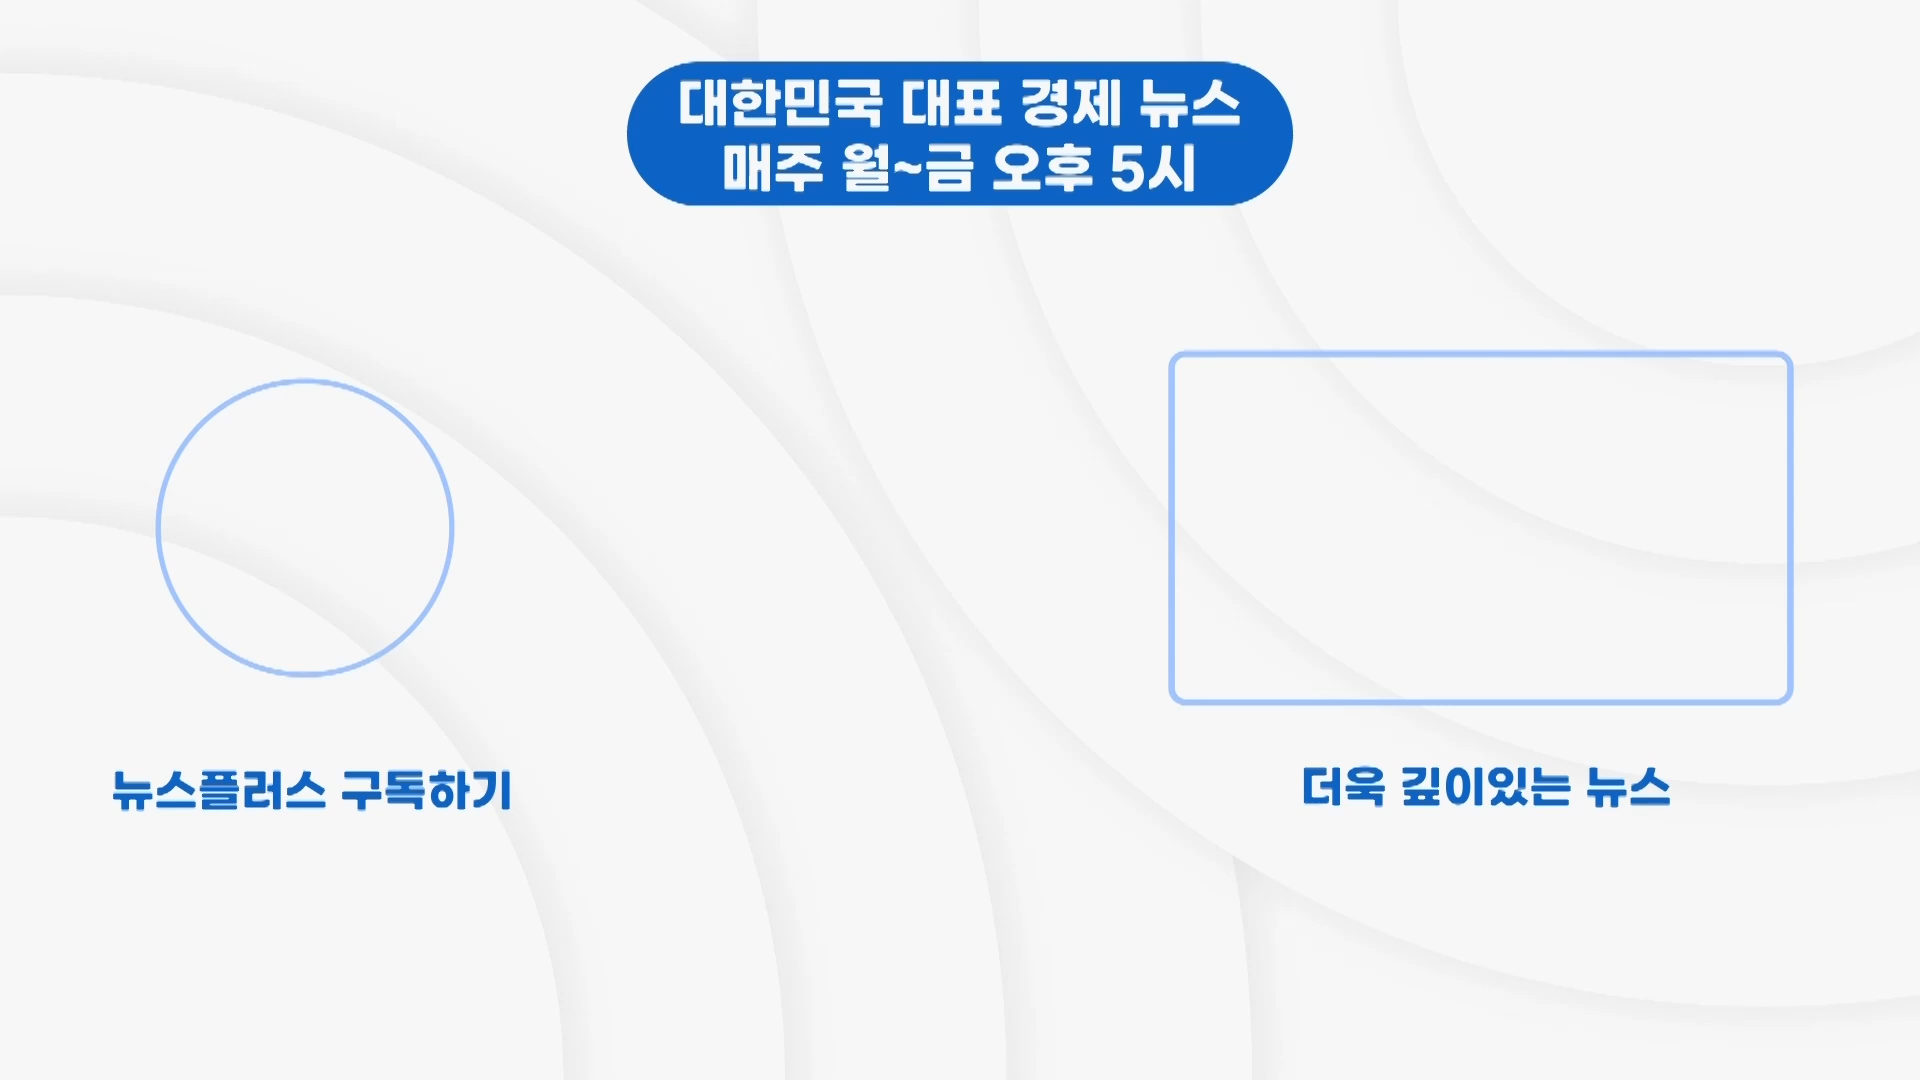 대한민국 대표 경제 뉴스
매주 월~금 오후 5시
뉴스플러스 구독하기
더욱 깊이있는 뉴스